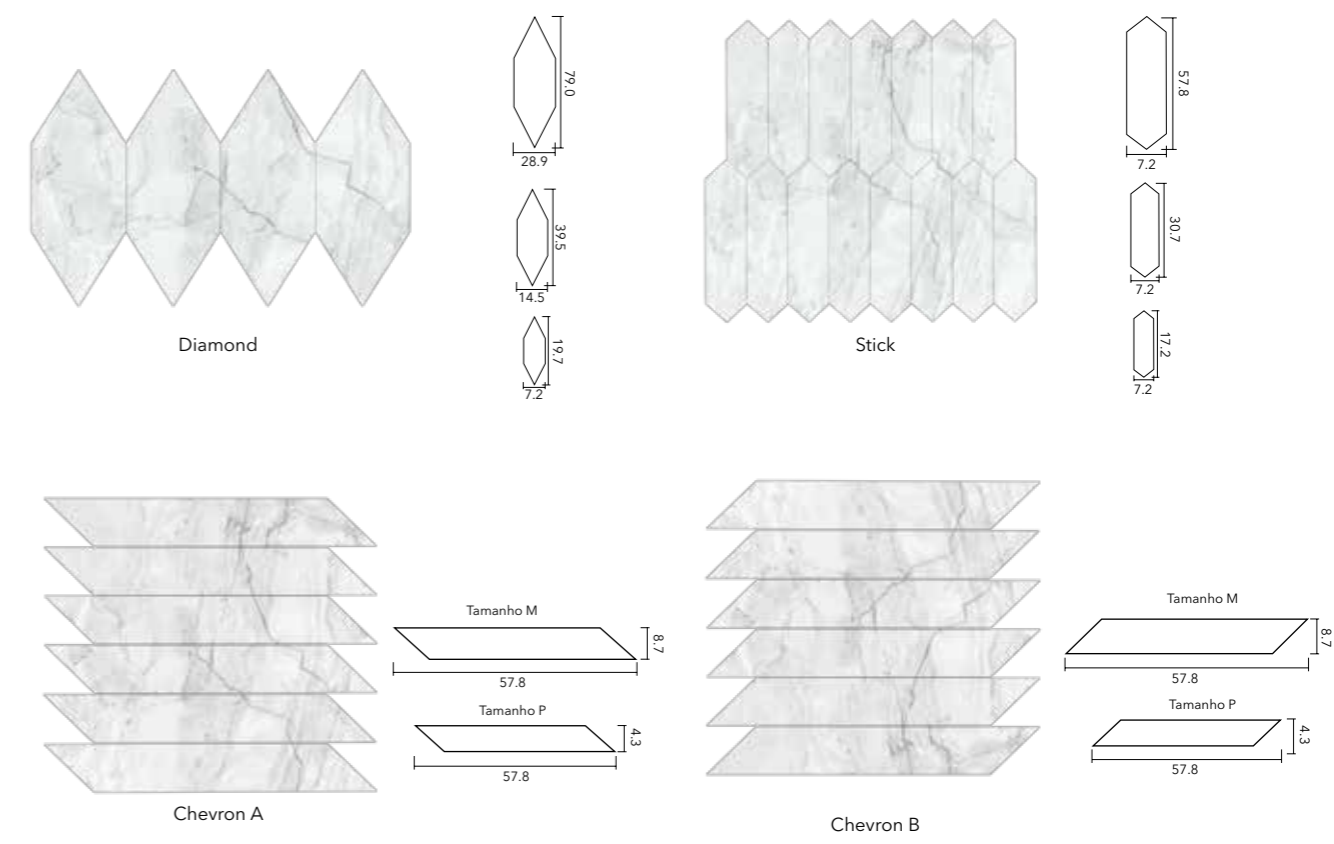 79.0
28.9
39.5
14.5
19.7
7.2
Diamond
57.8
7.2
30.7
7.2
17.2
7.2
Stick
Tamanho M
8.7
57.8
Tamanho P
4.3
57.8
Chevron A
Tamanho M
8.7
57.8
Tamanho P
4.3
57.8
Chevron B